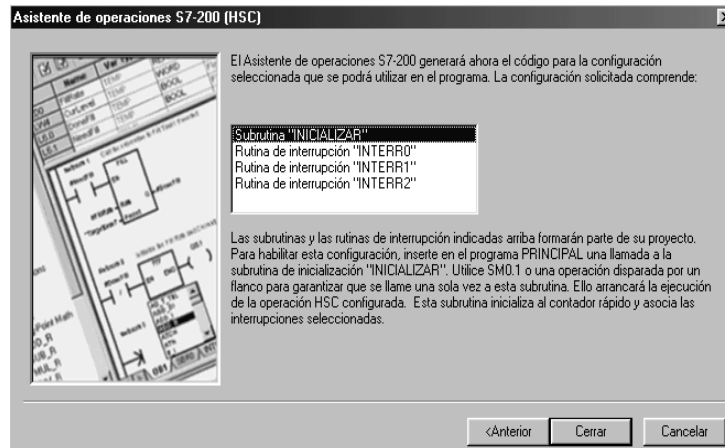 Asistente de operaciones S7-200 (HSC)
El Asistente de operaciones S7-200 generará ahora el código para la configuración
seleccionada que se podrá utilizar en el programa. La configuración solicitada comprende:
Subrutina "INICIALIZAR"
Rutina de interrupción "INTERR0"
Rutina de interrupción "INTERR1"
Rutina de interrupción "INTERR2"
Las subrutinas y las rutinas de interrupción indicadas arriba formarán parte de su proyecto.
Para habilitar esta configuración, inserte en el programa PRINCIPAL una llamada a la
subrutina de inicialización "INICIALIZAR". Utilice SM0.1 o una operación disparada por un
flanco para garantizar que se llame una sola vez a esta subrutina. Ello arrancará la ejecución
de la operación HSC configurada. Esta subrutina inicializa al contador rápido y asocia las
interrupciones seleccionadas.
<Anterior
Cerrar
Cancelar